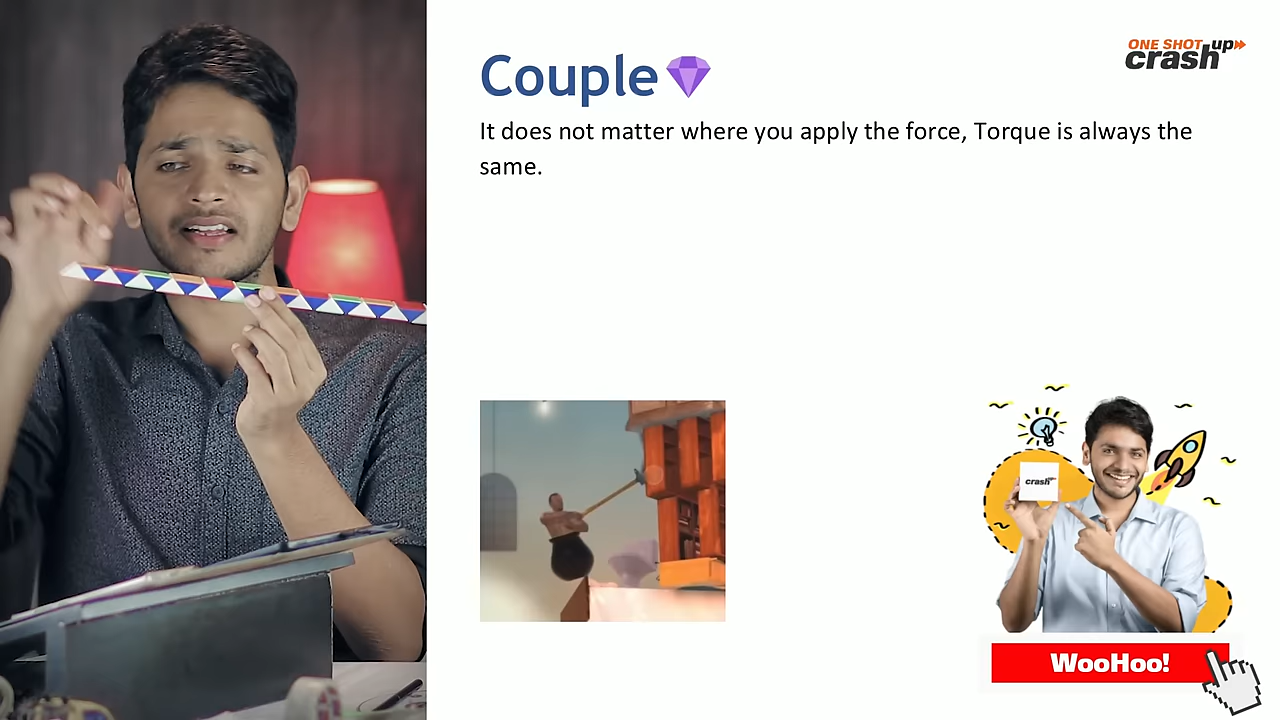 ONE SHOT
crash up
Couple
It does not matter where you apply the force, Torque is always the
same.
crash
WooHoo!